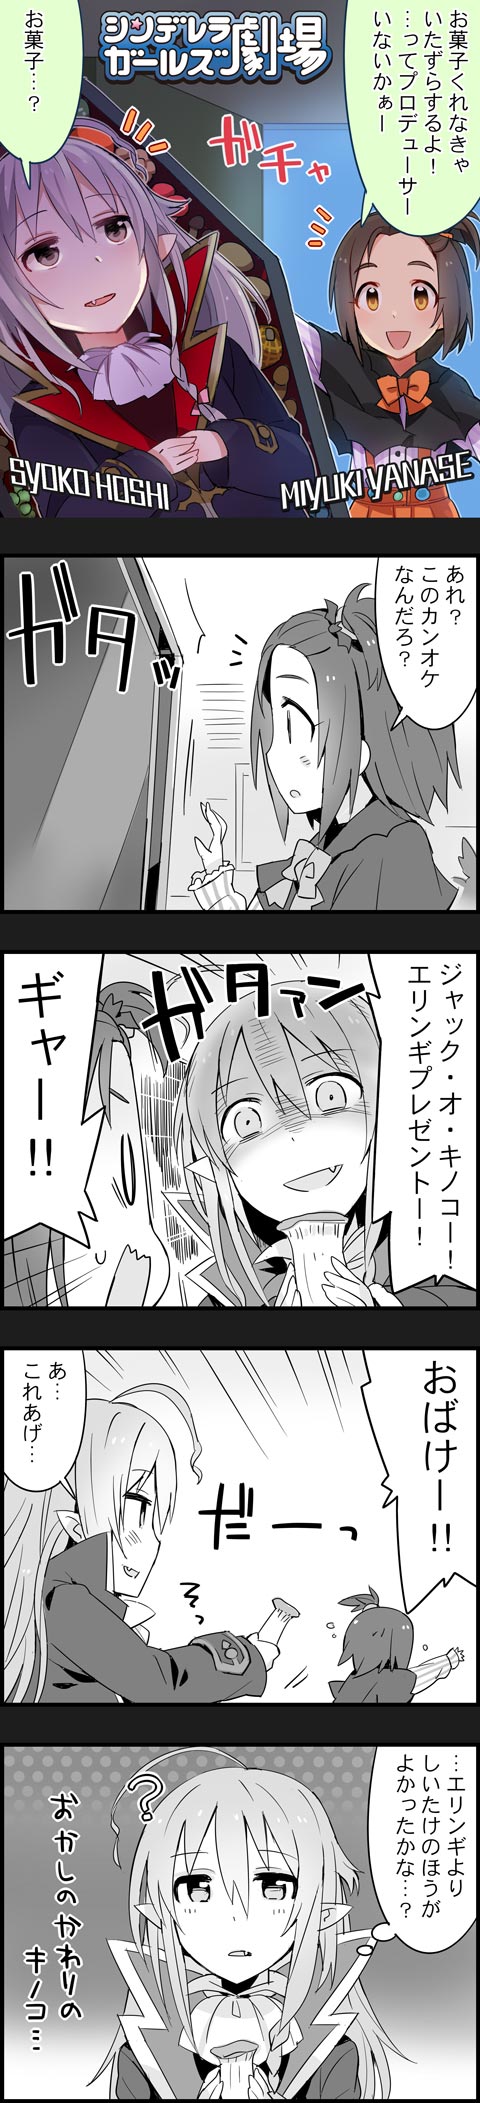 シンデレラ
ガールズ劇場
お菓子くれなきゃ
いたずらするよ！
…ってプロデューサー
いないかぁー
ガチャ
お菓子…？
SYOKO HOSHI
MIYUKI YANASE
あれ？
このカンオケ
なんだろ？
ガタッ
ジャック・オ・キノコー！
エリンギプレゼントー！
ガタァン
ギャー!!
おばけー!!
だーっ
そっ
あ…
これあげ…
…エリンギより
しいたけのほうが
よかったかな…？
？
おかしのかわりの
キノコ…